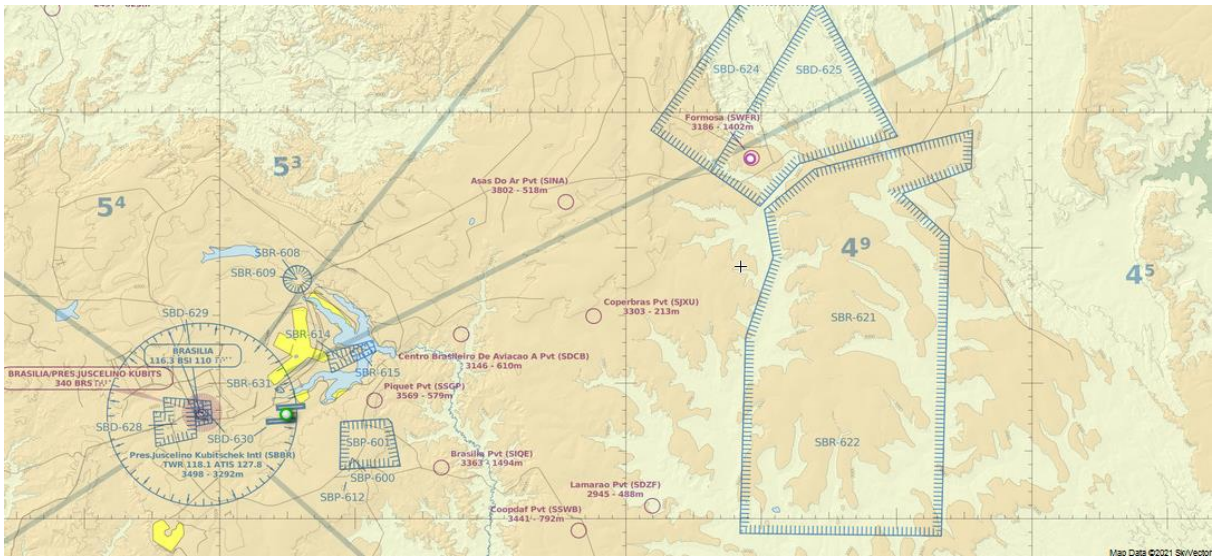 SBD-624
SBD-625
Formosa (SWFR)
3186 - 1402m
5³
Asas Do Ar Pvt (SINA)
3802 - 518m
5⁴
4⁹
SBR-608
SBR-609
4⁵
Coperbras Pvt (SJXU)
3303 - 213m
SBD-629
SBR-621
SBR-614
BRASILIA
116.3 BSI 110
Centro Brasileiro De Aviacao A Pvt (SDCB)
3146 - 610m
BRASILIA/PRES.JUSCELINO KUBITS
340 BRS
SBR-615
SBR-631
Piquet Pvt (SSGP)
3569 - 579m
SBD-628
SBD-630
SBP-601
SBR-622
Pres.Juscelino Kubitschek Intl (SBBR)
TWR 118.1 ATIS 127.8
3498 - 3292m
Brasilia Pvt (SIQE)
3363 - 1494m
SBP-600
SBP-612
Lamarao Pvt (SDZF)
2945 - 488m
Coopdaf Pvt (SSWB)
3441 - 792m
Map Data ©2021 SkyVector